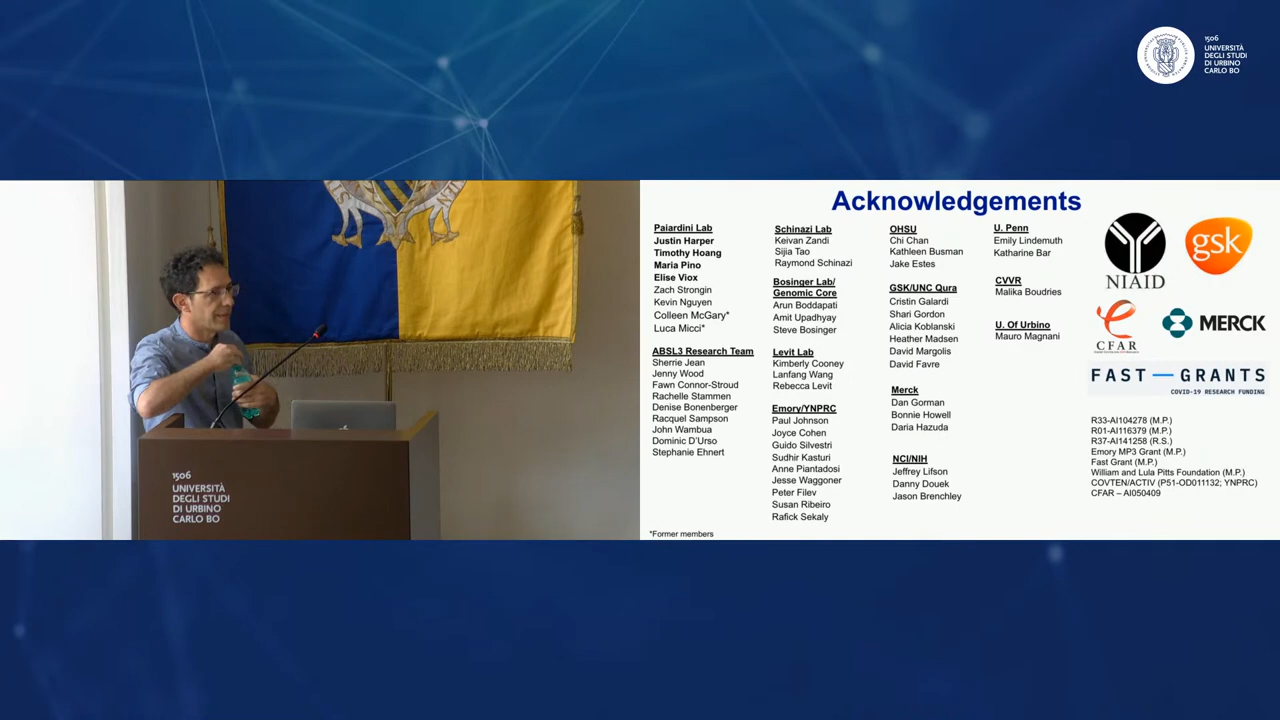 1506
UNIVERSITÀ
DEGLI STUDI
DI URBINO
CARLO BO
1506
UNIVERSITÀ
DEGLI STUDI
DI URBINO
CARLO BO
Acknowledgements
Paiardini Lab
Justin Harper
Timothy Hoang
Maria Pino
Elise Viox
Zach Strongin
Kevin Nguyen
Colleen McGary*
Luca Micci*
ABSL3 Research Team
Sherrie Jean
Jenny Wood
Fawn Connor-Stroud
Rachelle Stammen
Denise Bonenberger
Racquel Sampson
John Wambua
Dominic D'Urso
Stephanie Ehnert
*Former members
Schinazi Lab
Keivan Zandi
Sijia Tao
Raymond Schinazi
Bosinger Lab/
Genomic Core
Arun Boddapati
Amit Upadhyay
Steve Bosinger
Levit Lab
Kimberly Cooney
Lanfang Wang
Rebecca Levit
Emory/YNPRC
Paul Johnson
Joyce Cohen
Guido Silvestri
Sudhir Kasturi
Anne Piantadosi
Jesse Waggoner
Peter Filev
Susan Ribeiro
Rafick Sekaly
OHSU
Chi Chan
Kathleen Busman
Jake Estes
GSK/UNC Qura
Cristin Galardi
Shari Gordon
Alicia Koblanski
Heather Madsen
David Margolis
David Favre
Merck
Dan Gorman
Bonnie Howell
Daria Hazuda
NCI/NIH
Jeffrey Lifson
Danny Douek
Jason Brenchley
U. Penn
Emily Lindemuth
Katharine Bar
CVVR
Malika Boudries
U. Of Urbino
Mauro Magnani
NIAID
gsk
CFAR
MERCK
FAST — GRANTS
COVID-19 RESEARCH FUNDING
R33-AI104278 (M.P.)
R01-AI116379 (M.P.)
R37-AI141258 (R.S.)
Emory MP3 Grant (M.P.)
Fast Grant (M.P.)
William and Lula Pitts Foundation (M.P.)
COVTEN/ACTIV (P51-OD011132; YNPRC)
CFAR – AI050409